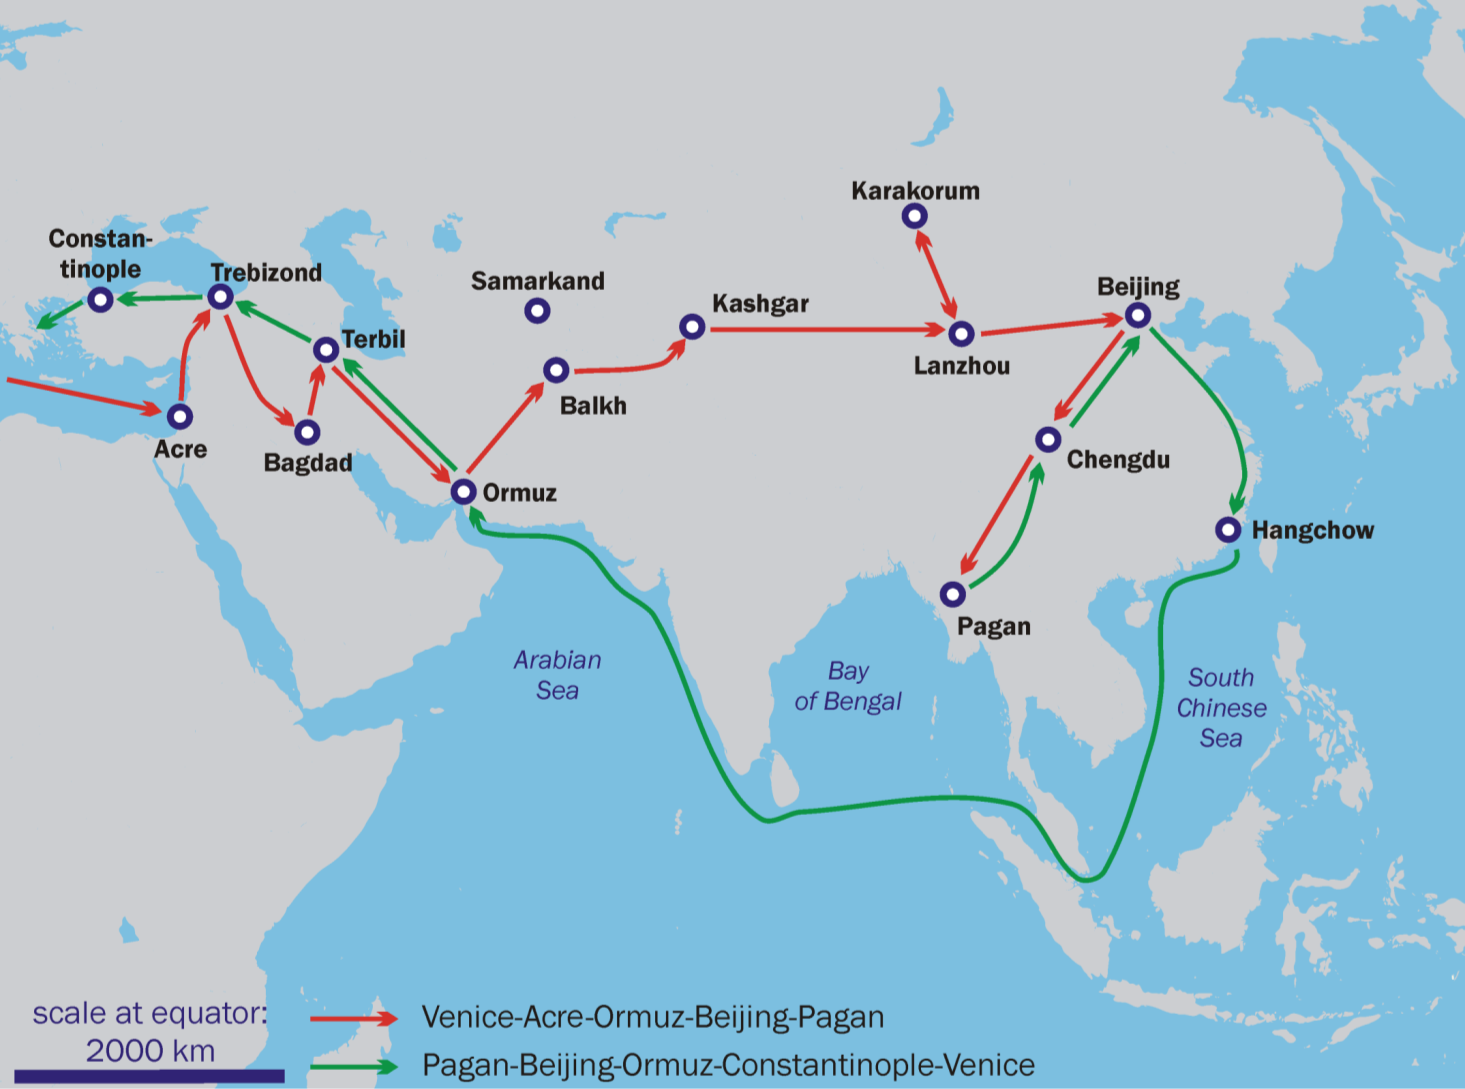 Karakorum
Constan-
tinople
Trebizond
Samarkand
Beijing
Kashgar
Terbil
Lanzhou
Balkh
Acre
Bagdad
Chengdu
Ormuz
Hangchow
Pagan
Arabian
Sea
Bay
of Bengal
South
Chinese
Sea
scale at equator:
2000 km
Venice-Acre-Ormuz-Beijing-Pagan
Pagan-Beijing-Ormuz-Constantinople-Venice